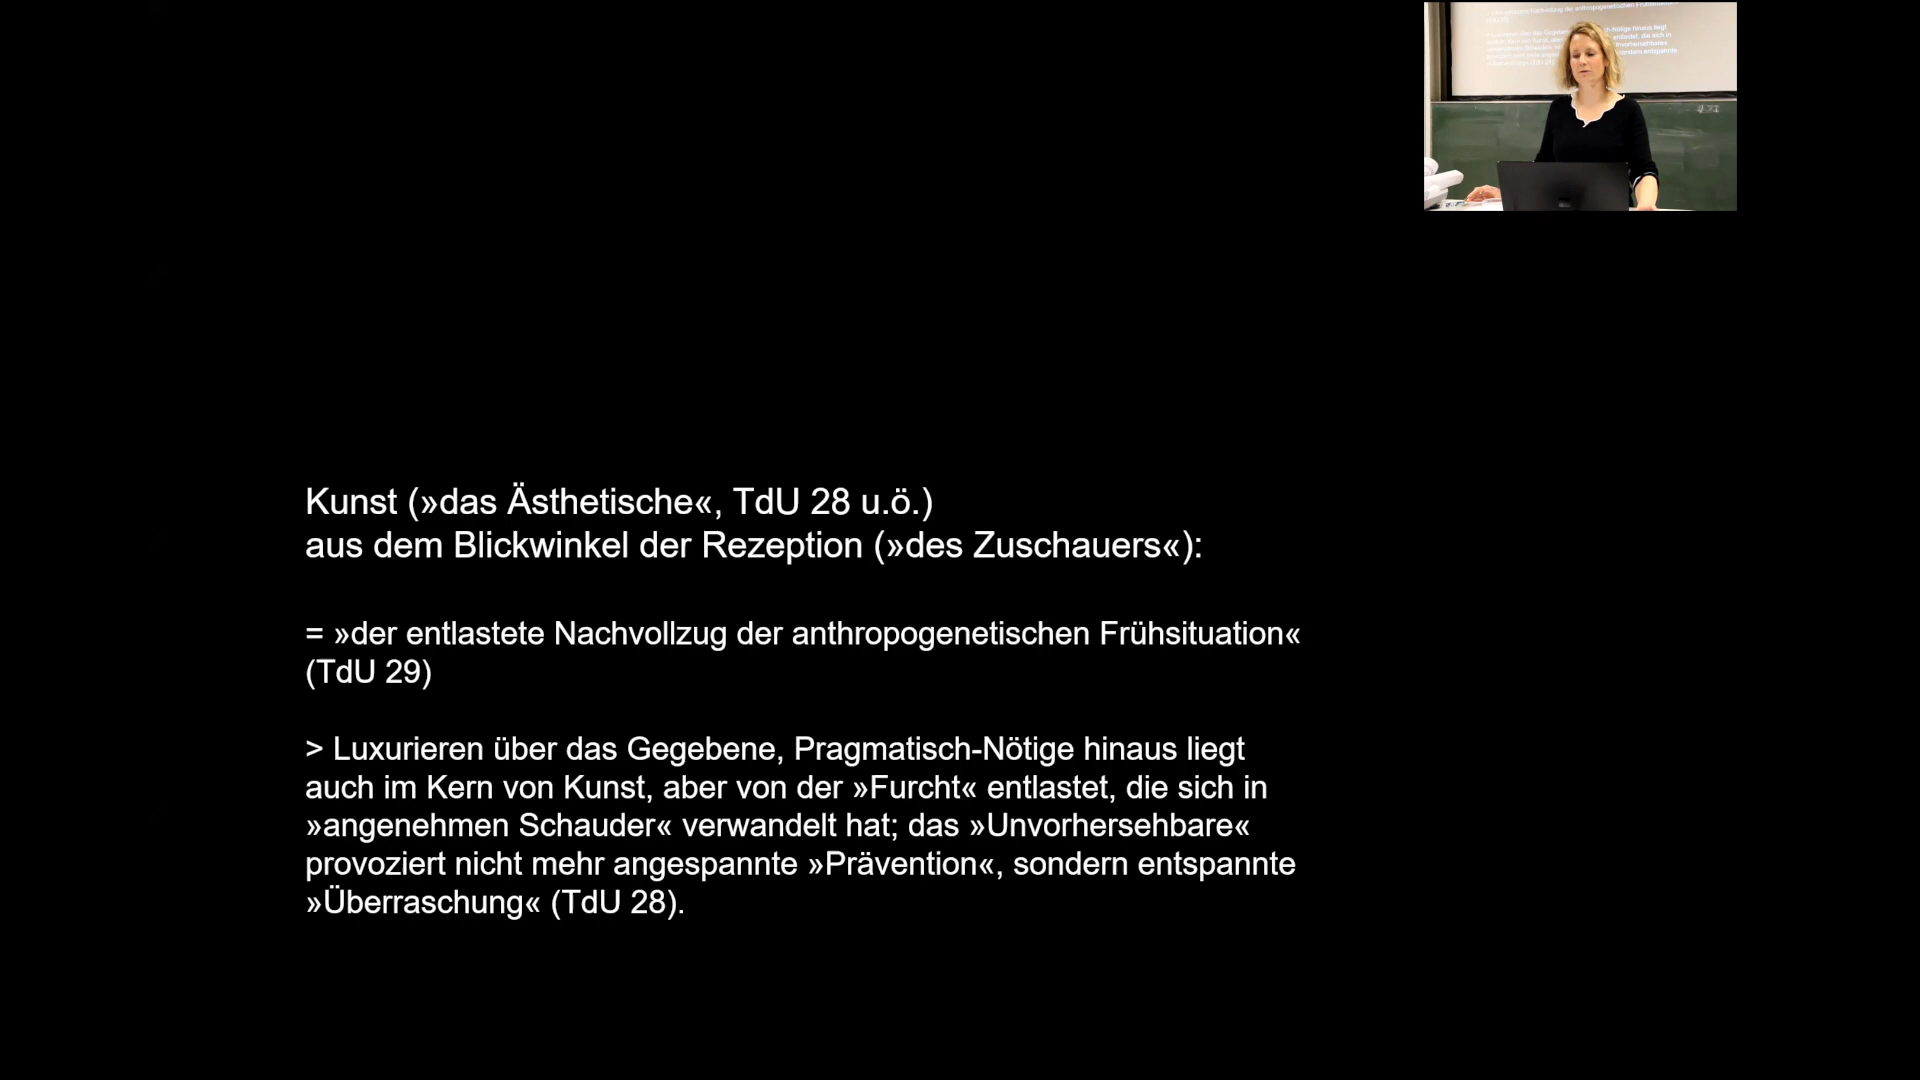 Kunst (»das Ästhetische«, TdU 28 u.ö.)
aus dem Blickwinkel der Rezeption (»des Zuschauers«):
= »der entlastete Nachvollzug der anthropogenetischen Frühsituation«
(TdU 29)
> Luxurieren über das Gegebene, Pragmatisch-Nötige hinaus liegt
auch im Kern von Kunst, aber von der »Furcht« entlastet, die sich in
»angenehmen Schauder« verwandelt hat; das »Unvorhersehbare«
provoziert nicht mehr angespannte »Prävention«, sondern entspannte
»Überraschung« (TdU 28).